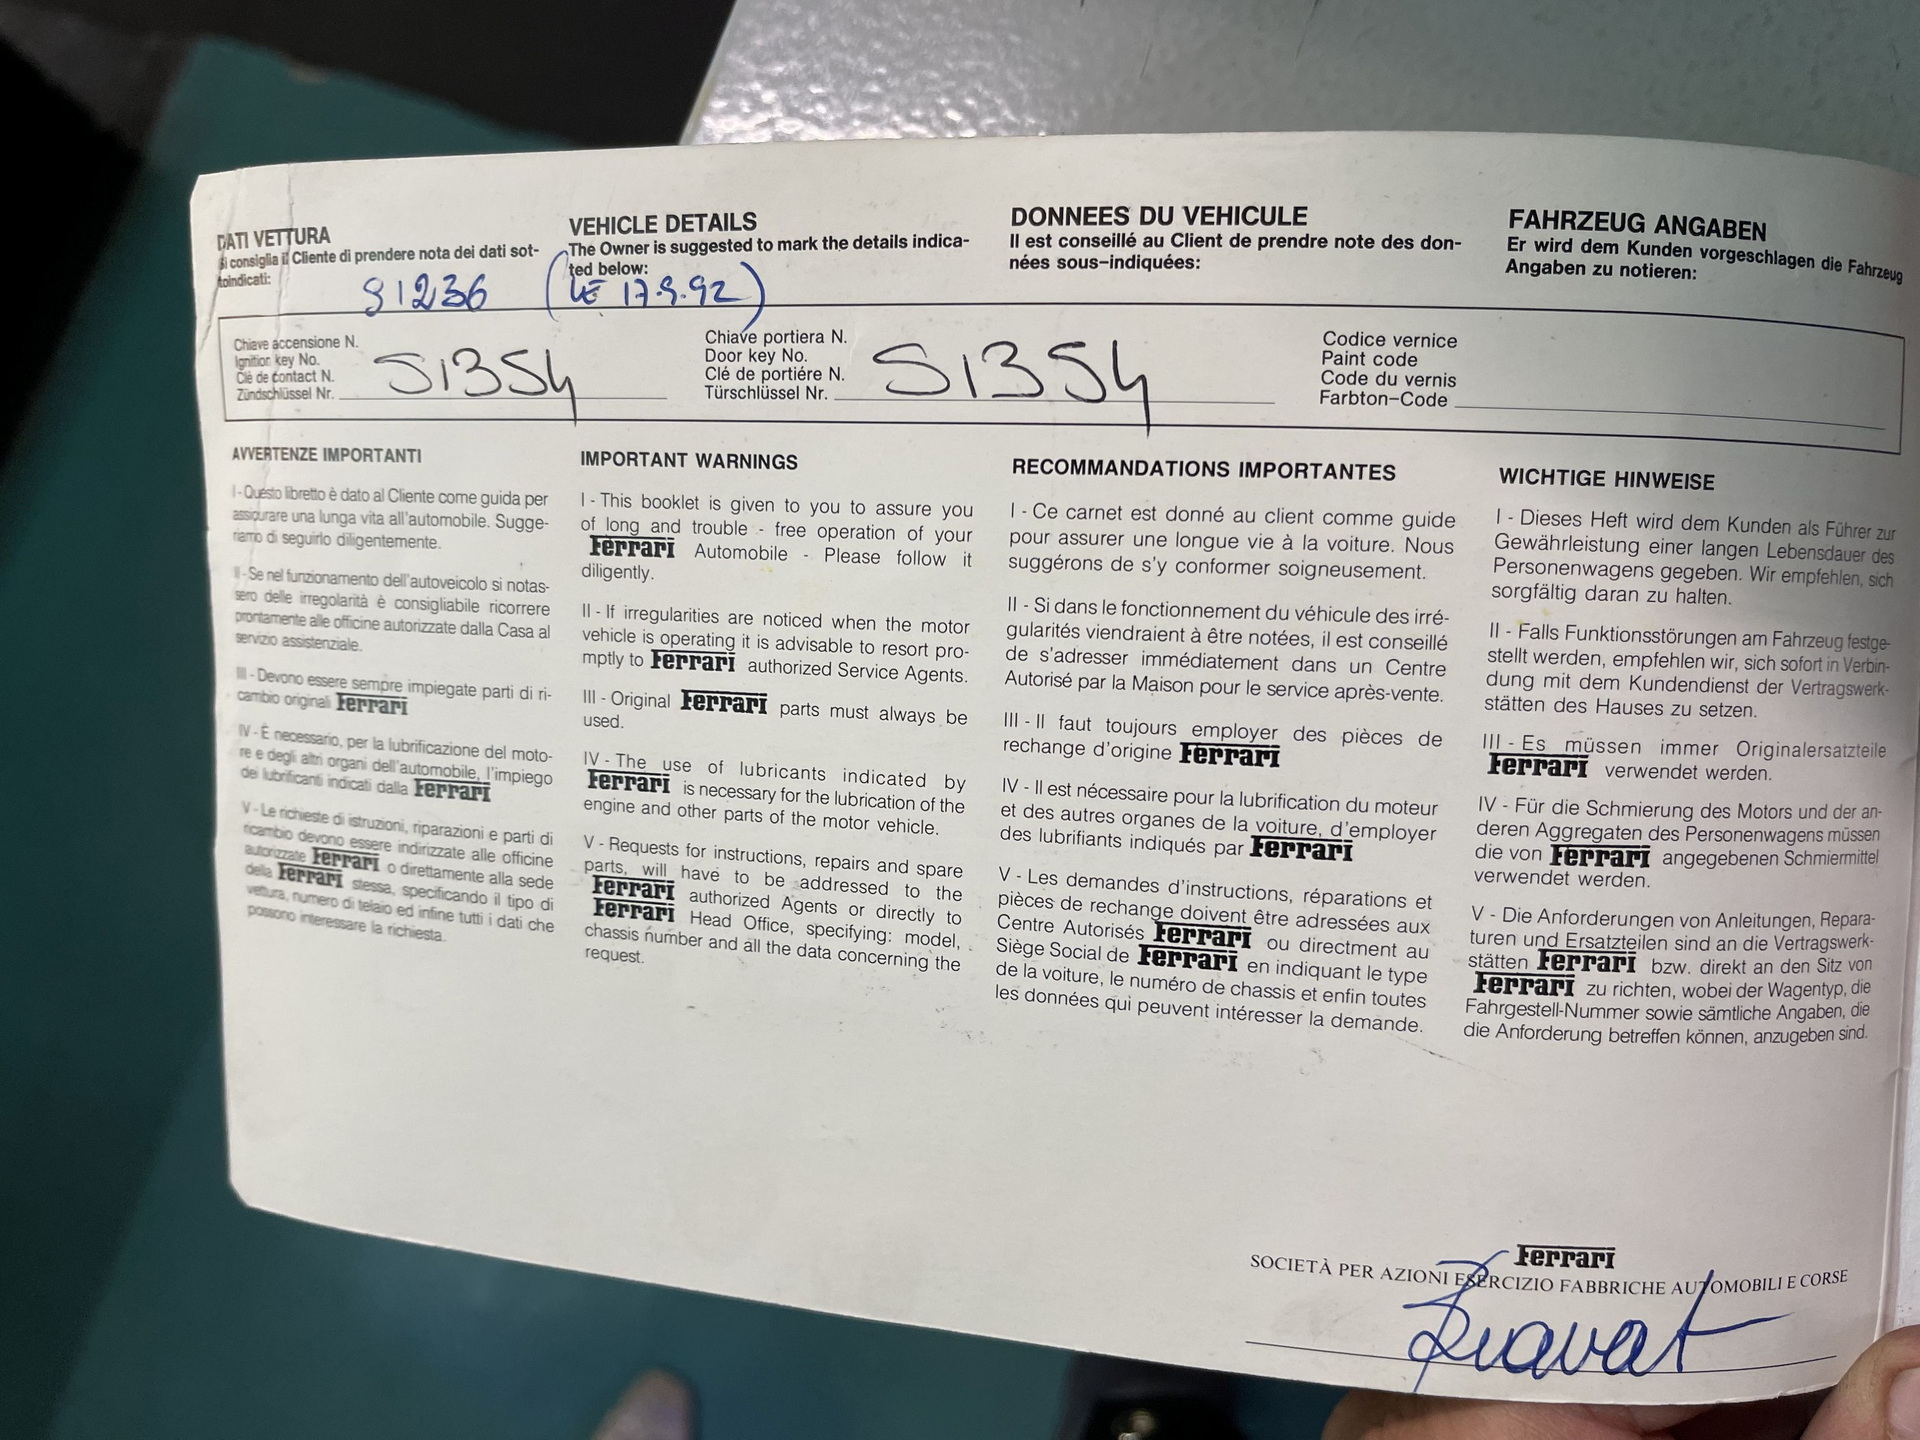 DATI VETTURA
si consiglia il Cliente di prendere nota dei dati sot-
toindicati:
VEHICLE DETAILS
The Owner is suggested to mark the details indica-
ted below:
DONNEES DU VEHICULE
Il est conseillé au Client de prendre note des don-
nées sous-indiquées:
FAHRZEUG ANGABEN
Er wird dem Kunden vorgeschlagen die Fahrzeug
Angaben zu notieren:
91236 (LE 17.9.92)
Chiave accensione N.
Ignition key No.
Clè de contact N.
Zündschlüssel Nr.
S1354
Chiave portiera N.
Door key No.
Clé de portiére N.
Türschlüssel Nr.
S1354
Codice vernice
Paint code
Code du vernis
Farbton-Code
AVVERTENZE IMPORTANTI
I - Questo libretto è dato al Cliente come guida per
assicurare una lunga vita all'automobile. Sugge-
riamo di seguirlo diligentemente.
II - Se nel funzionamento dell'autoveicolo si notas-
sero delle irregolarità è consigliabile ricorrere
prontamente alle officine autorizzate dalla Casa al
servizio assistenziale.
III - Devono essere sempre impiegate parti di ri-
cambio originali Ferrari
IV - È necessario, per la lubrificazione del moto-
re e degli altri organi dell'automobile, l'impiego
dei lubrificanti indicati dalla Ferrari
V - Le richieste di istruzioni, riparazioni e parti di
ricambio devono essere indirizzate alle officine
autorizzate Ferrari o direttamente alla sede
della Ferrari stessa, specificando il tipo di
vettura, numero di telaio ed infine tutti i dati che
possono interessare la richiesta.
IMPORTANT WARNINGS
I - This booklet is given to you to assure you
of long and trouble - free operation of your
Ferrari Automobile - Please follow it
diligently.
II - If irregularities are noticed when the motor
vehicle is operating it is advisable to resort pro-
mptly to Ferrari authorized Service Agents.
III - Original Ferrari parts must always be
used.
IV - The use of lubricants indicated by
Ferrari is necessary for the lubrication of the
engine and other parts of the motor vehicle.
V - Requests for instructions, repairs and spare
parts, will have to be addressed to the
Ferrari authorized Agents or directly to
Ferrari Head Office, specifying: model,
chassis number and all the data concerning the
request.
RECOMMANDATIONS IMPORTANTES
I - Ce carnet est donné au client comme guide
pour assurer une longue vie à la voiture. Nous
suggérons de s'y conformer soigneusement.
II - Si dans le fonctionnement du véhicule des irré-
gularités viendraient à être notées, il est conseillé
de s'adresser immédiatement dans un Centre
Autorisé par la Maison pour le service après-vente.
III - Il faut toujours employer des pièces de
rechange d'origine Ferrari
IV - Il est nécessaire pour la lubrification du moteur
et des autres organes de la voiture, d'employer
des lubrifiants indiqués par Ferrari
V - Les demandes d'instructions, réparations et
pièces de rechange doivent être adressées aux
Centre Autorisés Ferrari ou directment au
Siège Social de Ferrari en indiquant le type
de la voiture, le numéro de chassis et enfin toutes
les données qui peuvent intéresser la demande.
WICHTIGE HINWEISE
I - Dieses Heft wird dem Kunden als Führer zur
Gewährleistung einer langen Lebensdauer des
Personenwagens gegeben. Wir empfehlen, sich
sorgfältig daran zu halten.
II - Falls Funktionsstörungen am Fahrzeug festge-
stellt werden, empfehlen wir, sich sofort in Verbin-
dung mit dem Kundendienst der Vertragswerk-
stätten des Hauses zu setzen.
III - Es müssen immer Originalersatzteile
Ferrari verwendet werden.
IV - Für die Schmierung des Motors und der an-
deren Aggregaten des Personenwagens müssen
die von Ferrari angegebenen Schmiermittel
verwendet werden.
V - Die Anforderungen von Anleitungen, Repara-
turen und Ersatzteilen sind an die Vertragswerk-
stätten Ferrari bzw. direkt an den Sitz von
Ferrari zu richten, wobei der Wagentyp, die
Fahrgestell-Nummer sowie sämtliche Angaben, die
die Anforderung betreffen können, anzugeben sind.
Ferrari
SOCIETÀ PER AZIONI ESERCIZIO FABBRICHE AUTOMOBILI E CORSE